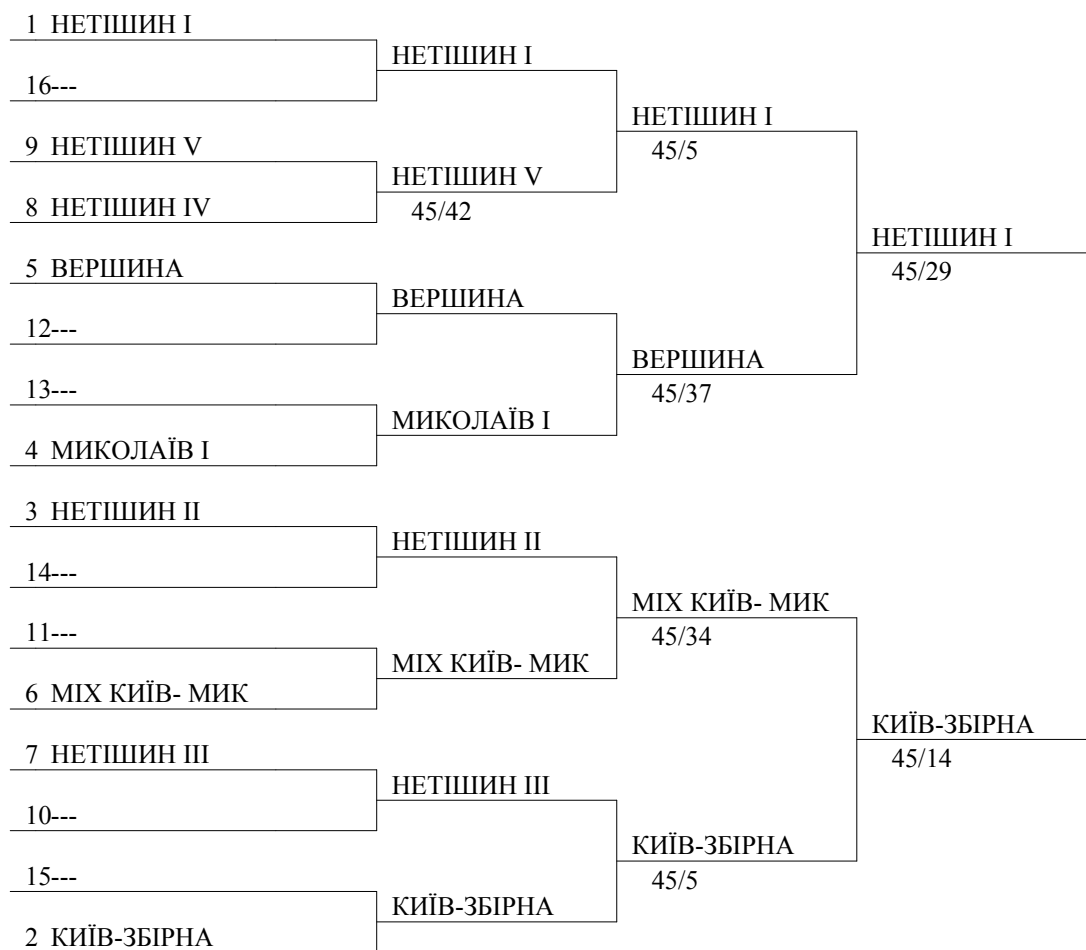 1 НЕТІШИН І
16---
9 НЕТІШИН V
8 НЕТІШИН IV
5 ВЕРШИНА
12---
13---
4 МИКОЛАЇВ І
3 НЕТІШИН ІІ
14---
11---
6 МІХ КИЇВ- МИК
7 НЕТІШИН ІІІ
10---
15---
2 КИЇВ-ЗБІРНА
НЕТІШИН І
НЕТІШИН V
45/42
ВЕРШИНА
МИКОЛАЇВ І
НЕТІШИН ІІ
МІХ КИЇВ- МИК
НЕТІШИН ІІІ
КИЇВ-ЗБІРНА
НЕТІШИН І
45/5
ВЕРШИНА
45/37
МІХ КИЇВ- МИК
45/34
КИЇВ-ЗБІРНА
45/5
НЕТІШИН І
45/29
КИЇВ-ЗБІРНА
45/14